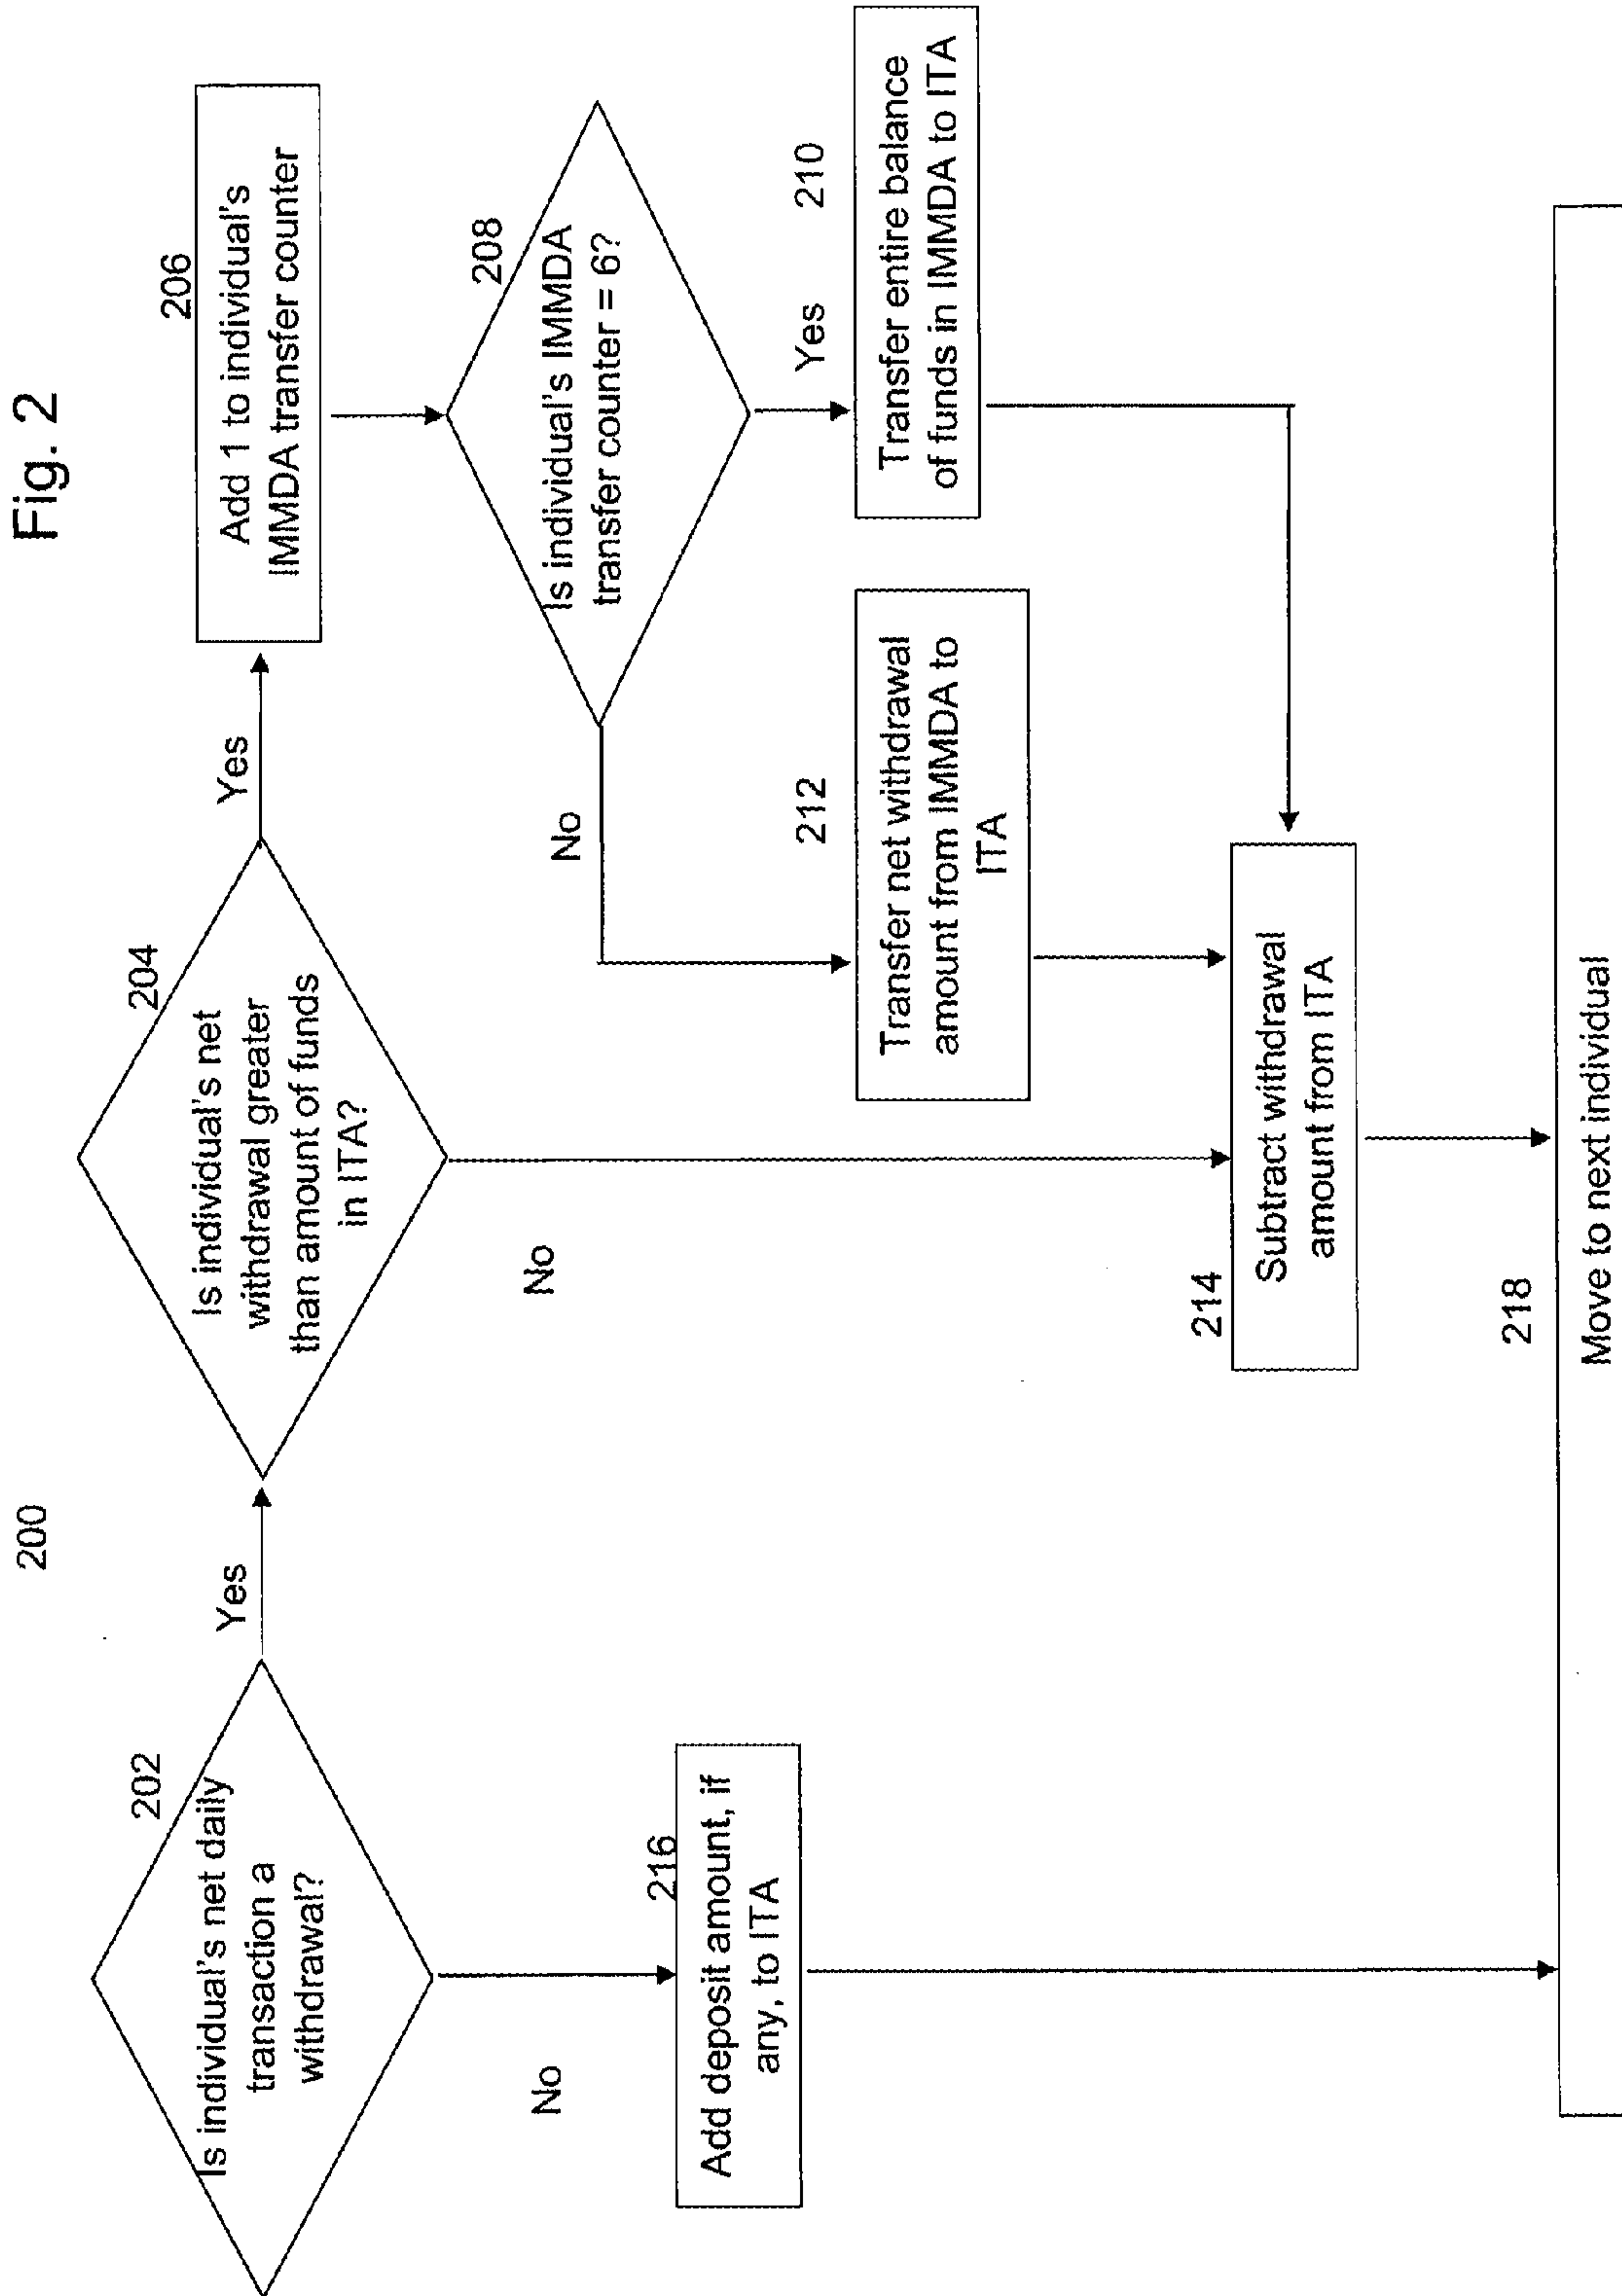 Fig. 2
200
202
Is individual's net daily
transaction a
withdrawal?
Yes
204
Is individual's net
withdrawal greater
than amount of funds
in ITA?
Yes
206
Add 1 to individual's
IMMDA transfer counter
208
Is individual's IMMDA
transfer counter = 6?
No
Yes
210
Transfer entire balance
of funds in IMMDA to ITA
212
Transfer net withdrawal
amount from IMMDA to
ITA
No
216
Add deposit amount, if
any, to ITA
No
214
Subtract withdrawal
amount from ITA
218
Move to next individual